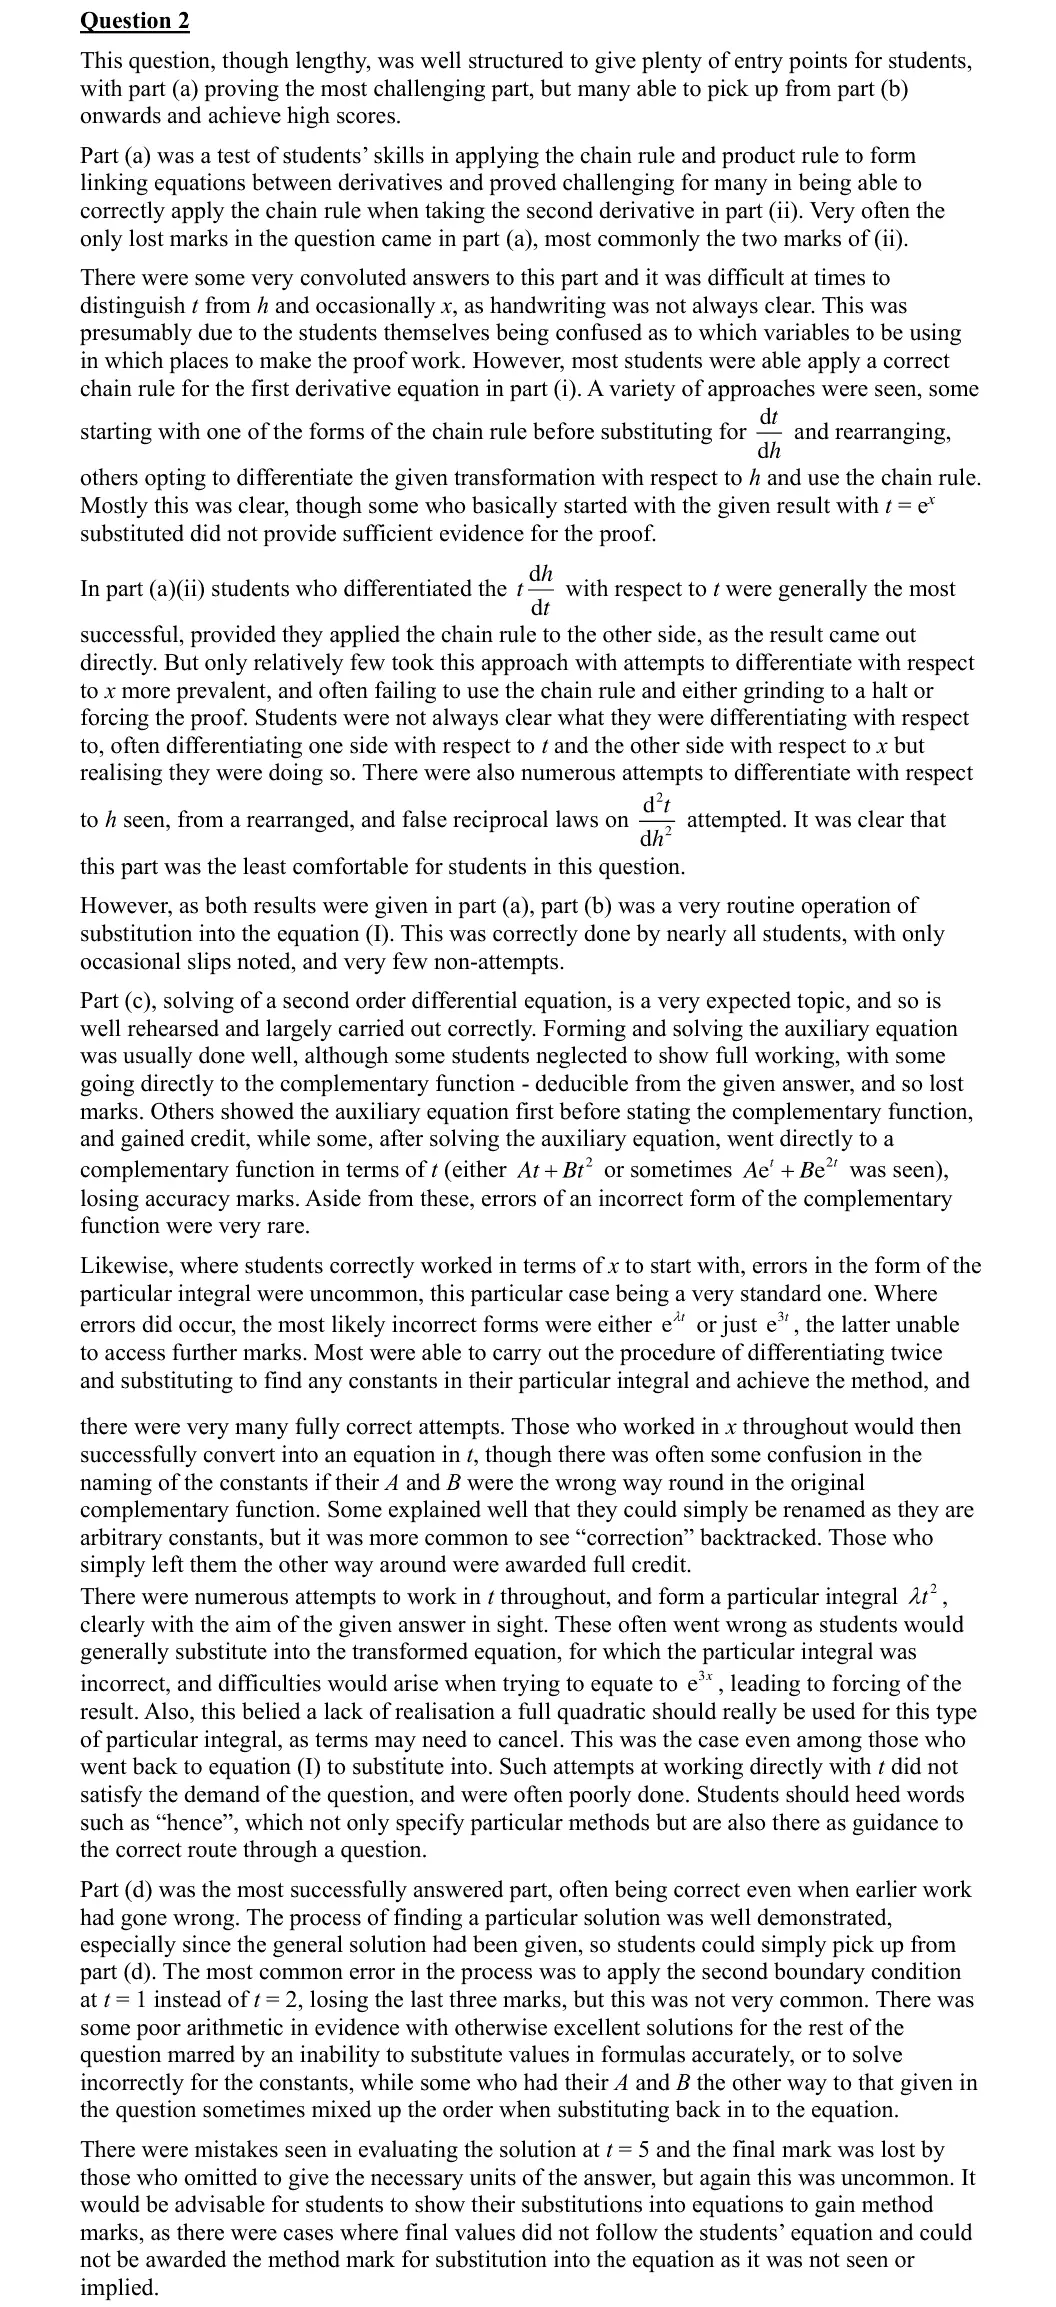 Question 2
This question, though lengthy, was well structured to give plenty of entry points for students,
with part (a) proving the most challenging part, but many able to pick up from part (b)
onwards and achieve high scores.
Part (a) was a test of students' skills in applying the chain rule and product rule to form
linking equations between derivatives and proved challenging for many in being able to
correctly apply the chain rule when taking the second derivative in part (ii). Very often the
only lost marks in the question came in part (a), most commonly the two marks of (ii).
There were some very convoluted answers to this part and it was difficult at times to
distinguish t from h and occasionally x, as handwriting was not always clear. This was
presumably due to the students themselves being confused as to which variables to be using
in which places to make the proof work. However, most students were able apply a correct
chain rule for the first derivative equation in part (i). A variety of approaches were seen, some
starting with one of the forms of the chain rule before substituting for dt/dh and rearranging,
others opting to differentiate the given transformation with respect to h and use the chain rule.
Mostly this was clear, though some who basically started with the given result with t = eˣ
substituted did not provide sufficient evidence for the proof.
In part (a)(ii) students who differentiated the t dh/dt with respect to t were generally the most
successful, provided they applied the chain rule to the other side, as the result came out
directly. But only relatively few took this approach with attempts to differentiate with respect
to x more prevalent, and often failing to use the chain rule and either grinding to a halt or
forcing the proof. Students were not always clear what they were differentiating with respect
to, often differentiating one side with respect to t and the other side with respect to x but
realising they were doing so. There were also numerous attempts to differentiate with respect
to h seen, from a rearranged, and false reciprocal laws on d²t/dh² attempted. It was clear that
this part was the least comfortable for students in this question.
However, as both results were given in part (a), part (b) was a very routine operation of
substitution into the equation (I). This was correctly done by nearly all students, with only
occasional slips noted, and very few non-attempts.
Part (c), solving of a second order differential equation, is a very expected topic, and so is
well rehearsed and largely carried out correctly. Forming and solving the auxiliary equation
was usually done well, although some students neglected to show full working, with some
going directly to the complementary function - deducible from the given answer, and so lost
marks. Others showed the auxiliary equation first before stating the complementary function,
and gained credit, while some, after solving the auxiliary equation, went directly to a
complementary function in terms of t (either At + Bt² or sometimes Aeᵗ + Be²ᵗ was seen),
losing accuracy marks. Aside from these, errors of an incorrect form of the complementary
function were very rare.
Likewise, where students correctly worked in terms of x to start with, errors in the form of the
particular integral were uncommon, this particular case being a very standard one. Where
errors did occur, the most likely incorrect forms were either e^λt or just e³ᵗ, the latter unable
to access further marks. Most were able to carry out the procedure of differentiating twice
and substituting to find any constants in their particular integral and achieve the method, and
there were very many fully correct attempts. Those who worked in x throughout would then
successfully convert into an equation in t, though there was often some confusion in the
naming of the constants if their A and B were the wrong way round in the original
complementary function. Some explained well that they could simply be renamed as they are
arbitrary constants, but it was more common to see “correction” backtracked. Those who
simply left them the other way around were awarded full credit.
There were numerous attempts to work in t throughout, and form a particular integral λt²,
clearly with the aim of the given answer in sight. These often went wrong as students would
generally substitute into the transformed equation, for which the particular integral was
incorrect, and difficulties would arise when trying to equate to e³ˣ, leading to forcing of the
result. Also, this belied a lack of realisation a full quadratic should really be used for this type
of particular integral, as terms may need to cancel. This was the case even among those who
went back to equation (I) to substitute into. Such attempts at working directly with t did not
satisfy the demand of the question, and were often poorly done. Students should heed words
such as “hence”, which not only specify particular methods but are also there as guidance to
the correct route through a question.
Part (d) was the most successfully answered part, often being correct even when earlier work
had gone wrong. The process of finding a particular solution was well demonstrated,
especially since the general solution had been given, so students could simply pick up from
part (d). The most common error in the process was to apply the second boundary condition
at t = 1 instead of t = 2, losing the last three marks, but this was not very common. There was
some poor arithmetic in evidence with otherwise excellent solutions for the rest of the
question marred by an inability to substitute values in formulas accurately, or to solve
incorrectly for the constants, while some who had their A and B the other way to that given in
the question sometimes mixed up the order when substituting back in to the equation.
There were mistakes seen in evaluating the solution at t = 5 and the final mark was lost by
those who omitted to give the necessary units of the answer, but again this was uncommon. It
would be advisable for students to show their substitutions into equations to gain method
marks, as there were cases where final values did not follow the students' equation and could
not be awarded the method mark for substitution into the equation as it was not seen or
implied.